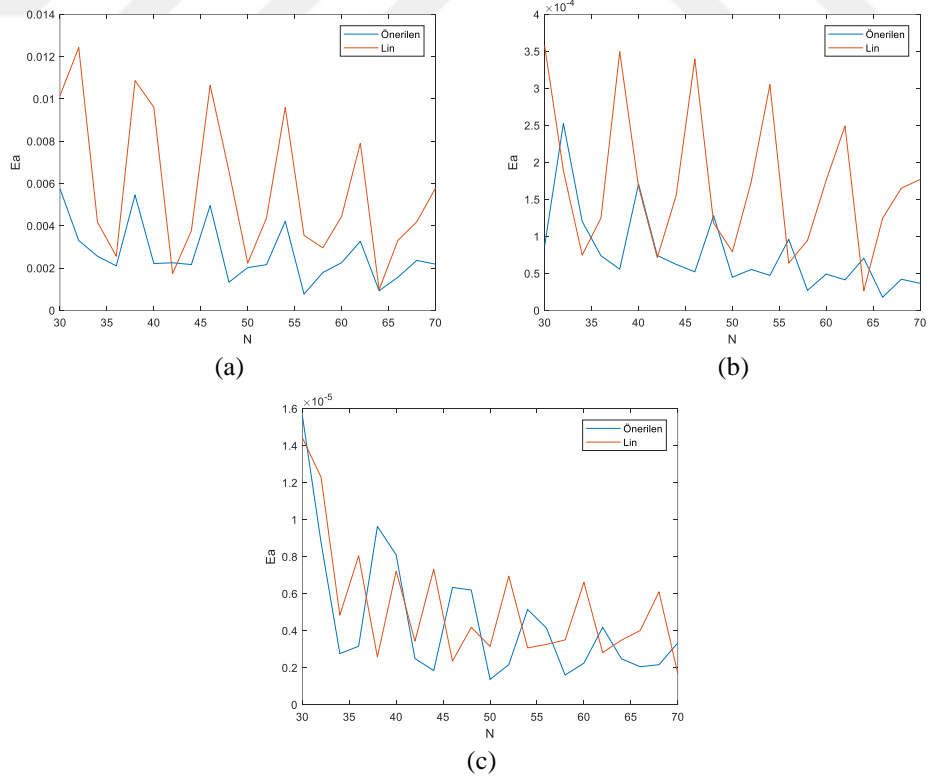 0.014
0.012
0.01
0.008
0.006
0.004
0.002
0
Ea
30 35 40 45 50 55 60 65 70
N
Önerilen
Lin
(a)
×10-4
4
3.5
3
2.5
2
1.5
1
0.5
0
Ea
30 35 40 45 50 55 60 65 70
N
Önerilen
Lin
(b)
×10-5
1.6
1.4
1.2
1
0.8
0.6
0.4
0.2
0
Ea
30 35 40 45 50 55 60 65 70
N
Önerilen
Lin
(c)